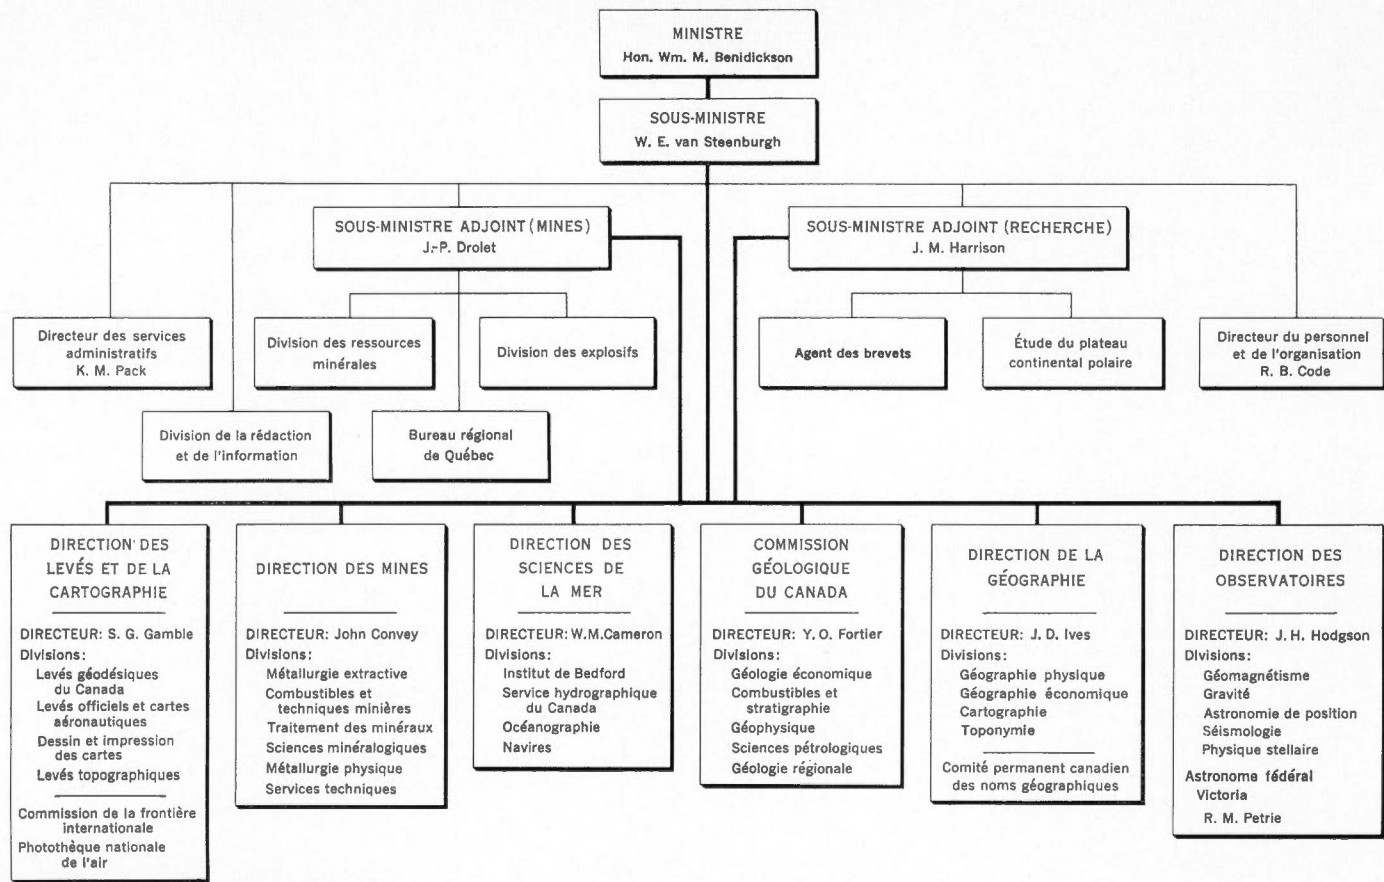 MINISTRE
Hon. Wm. M. Benidickson
SOUS-MINISTRE
W. E. van Steenburgh
SOUS-MINISTRE ADJOINT (MINES)
J.-P. Drolet
SOUS-MINISTRE ADJOINT (RECHERCHE)
J. M. Harrison
Directeur des services
administratifs
K. M. Pack
Division des ressources
minérales
Division des explosifs
Agent des brevets
Étude du plateau
continental polaire
Directeur du personnel
et de l'organisation
R. B. Code
Division de la rédaction
et de l'information
Bureau régional
de Québec
DIRECTION DES
LEVÉS ET DE LA
CARTOGRAPHIE
DIRECTEUR: S. G. Gamble
Divisions:
Levés géodésiques
du Canada
Levés officiels et cartes
aéronautiques
Dessin et impression
des cartes
Levés topographiques
Commission de la frontière
internationale
Photothèque nationale
de l'air
DIRECTION DES MINES
DIRECTEUR: John Convey
Divisions:
Métallurgie extractive
Combustibles et
techniques minières
Traitement des minéraux
Sciences minéralogiques
Métallurgie physique
Services techniques
DIRECTION DES
SCIENCES DE
LA MER
DIRECTEUR: W.M.Cameron
Divisions:
Institut de Bedford
Service hydrographique
du Canada
Océanographie
Navires
COMMISSION
GÉOLOGIQUE
DU CANADA
DIRECTEUR: Y. O. Fortier
Divisions:
Géologie économique
Combustibles et
stratigraphie
Géophysique
Sciences pétrologiques
Géologie régionale
DIRECTION DE LA
GÉOGRAPHIE
DIRECTEUR: J. D. Ives
Divisions:
Géographie physique
Géographie économique
Cartographie
Toponymie
Comité permanent canadien
des noms géographiques
DIRECTION DES
OBSERVATOIRES
DIRECTEUR: J. H. Hodgson
Divisions:
Géomagnétisme
Gravité
Astronomie de position
Séismologie
Physique stellaire
Astronome fédéral
Victoria
R. M. Petrie